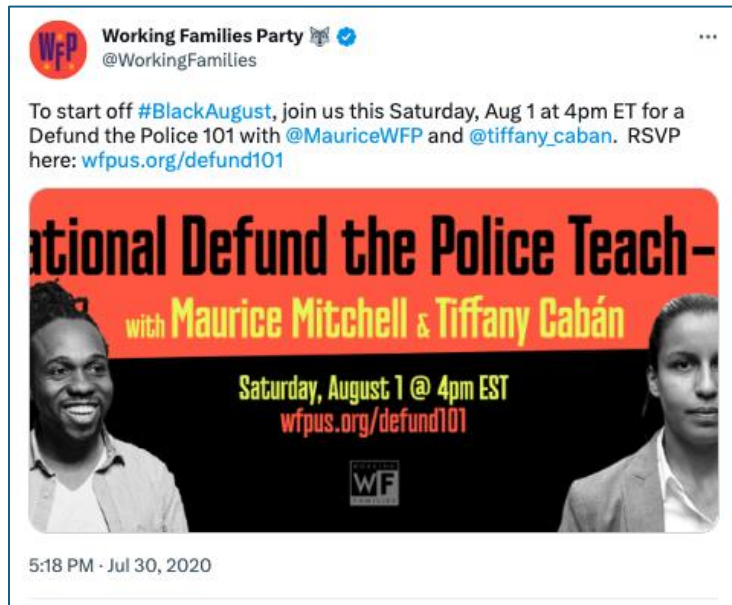 WFP
Working Families Party
@WorkingFamilies
To start off #BlackAugust, join us this Saturday, Aug 1 at 4pm ET for a
Defund the Police 101 with @MauriceWFP and @tiffany_caban.  RSVP
here: wfpus.org/defund101
ational Defund the Police Teach-
with Maurice Mitchell & Tiffany Cabán
Saturday, August 1 @ 4pm EST
wfpus.org/defund101
WORKING
WF
FAMILIES
5:18 PM · Jul 30, 2020